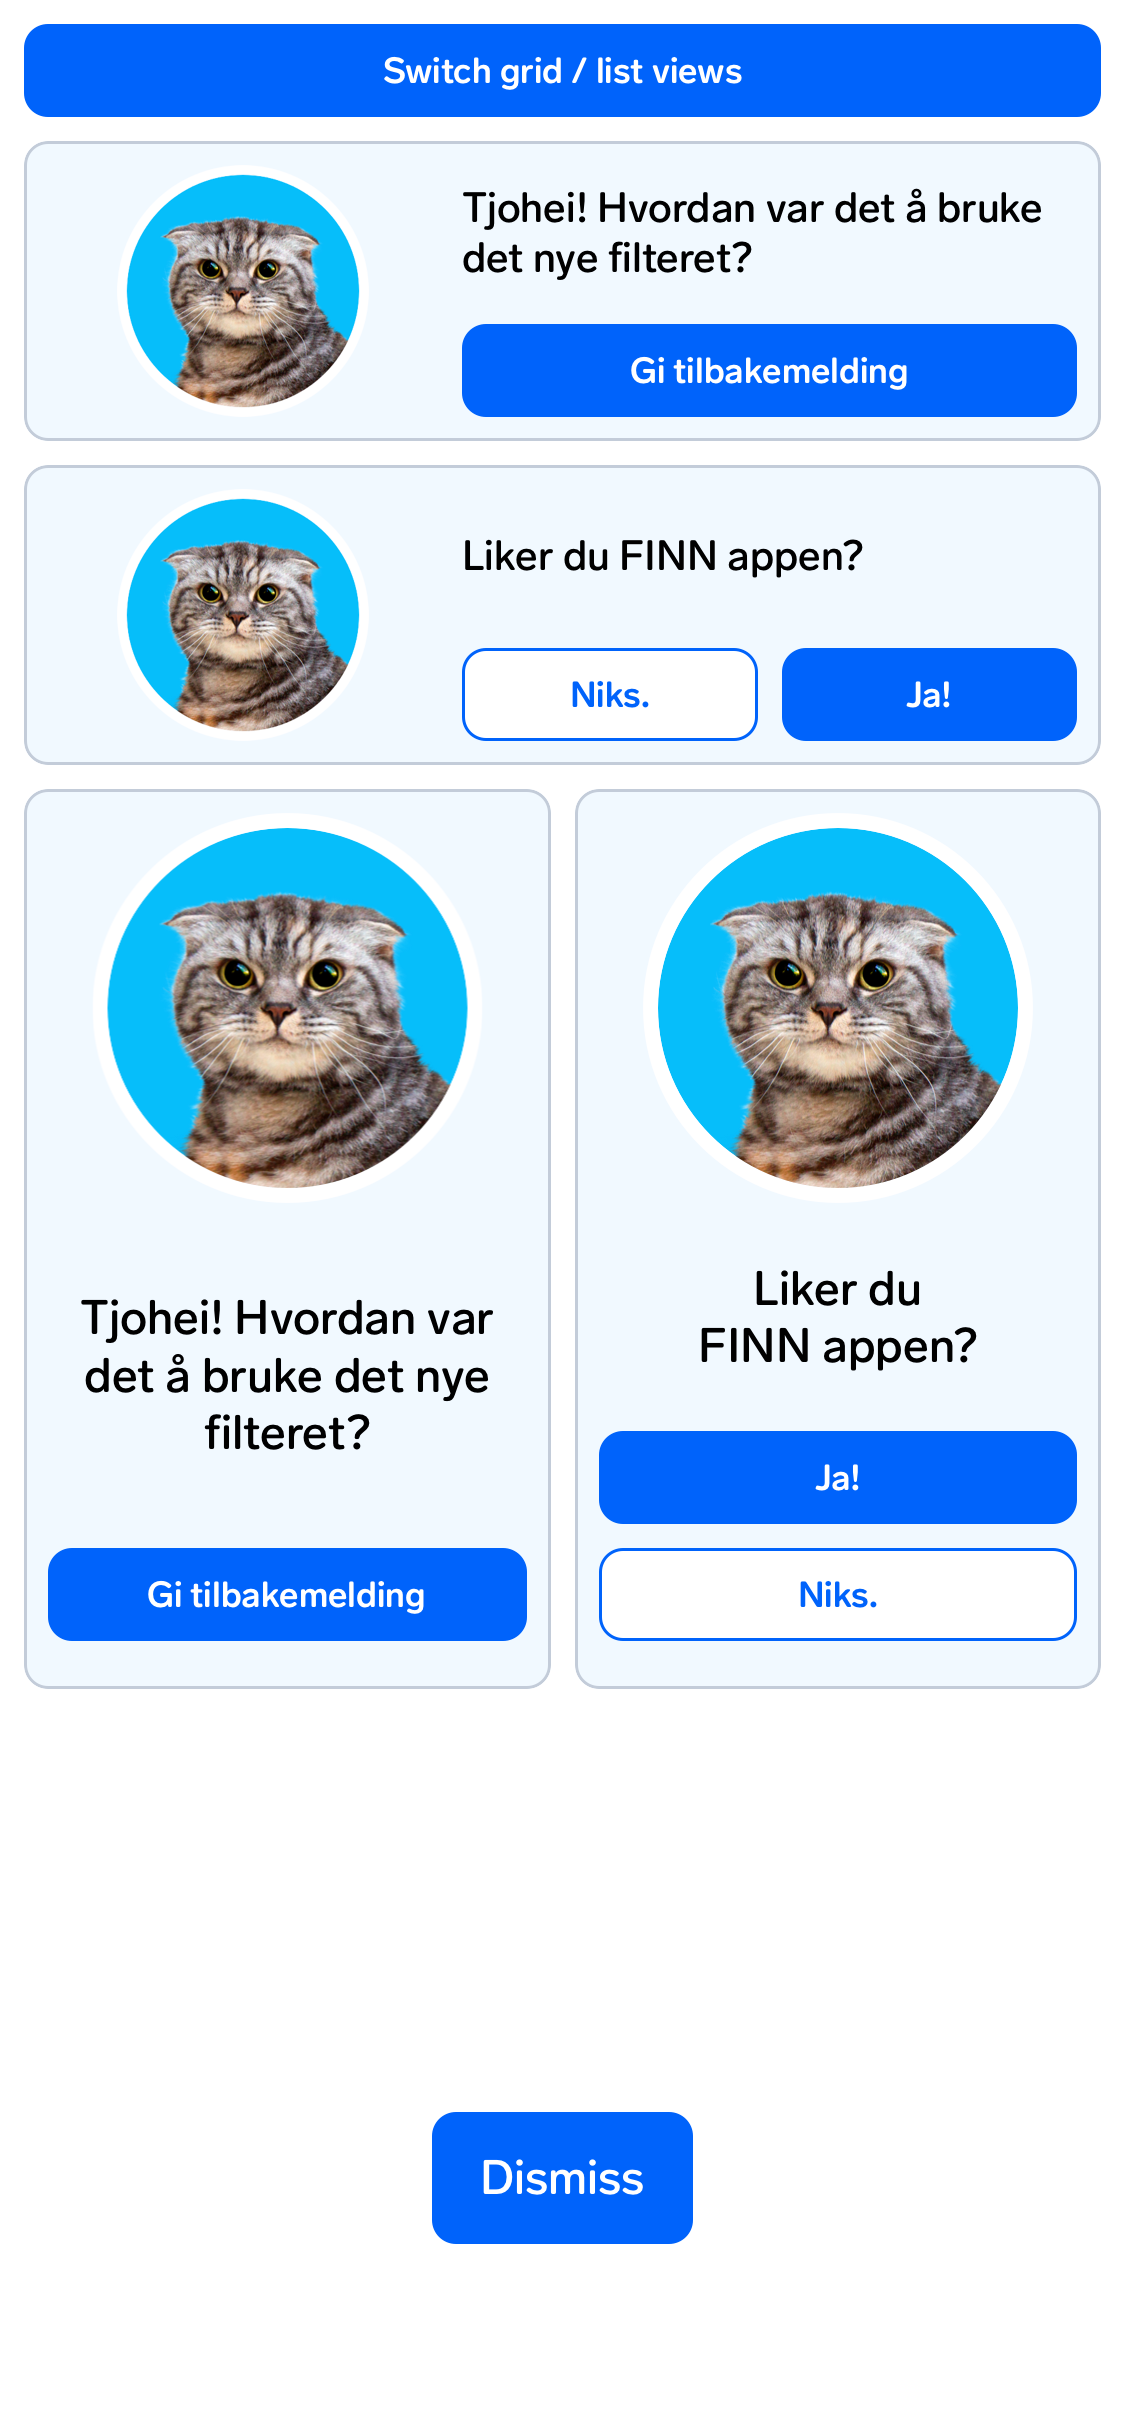 Switch grid / list views
Tjohei! Hvordan var det å bruke
det nye filteret?
Gi tilbakemelding
Liker du FINN appen?
Niks.
Ja!
Tjohei! Hvordan var
det å bruke det nye
filteret?
Gi tilbakemelding
Liker du
FINN appen?
Ja!
Niks.
Dismiss